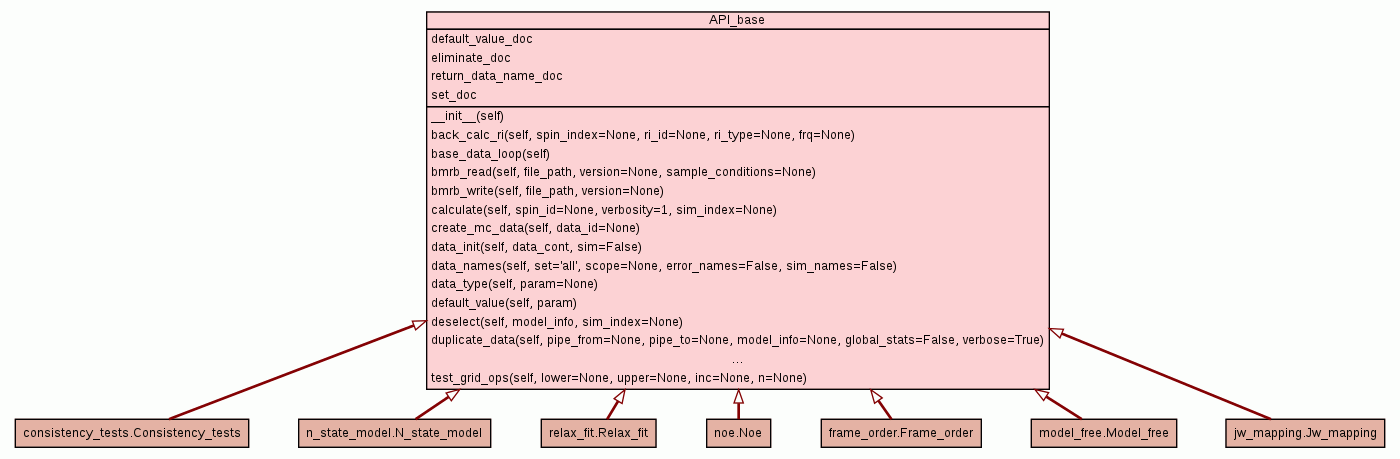 API_base
default_value_doc
eliminate_doc
return_data_name_doc
set_doc
__init__(self)
back_calc_ri(self, spin_index=None, ri_id=None, ri_type=None, frq=None)
base_data_loop(self)
bmrb_read(self, file_path, version=None, sample_conditions=None)
bmrb_write(self, file_path, version=None)
calculate(self, spin_id=None, verbosity=1, sim_index=None)
create_mc_data(self, data_id=None)
data_init(self, data_cont, sim=False)
data_names(self, set='all', scope=None, error_names=False, sim_names=False)
data_type(self, param=None)
default_value(self, param)
deselect(self, model_info, sim_index=None)
duplicate_data(self, pipe_from=None, pipe_to=None, model_info=None, global_stats=False, verbose=True)
...
test_grid_ops(self, lower=None, upper=None, inc=None, n=None)
consistency_tests.Consistency_tests
n_state_model.N_state_model
relax_fit.Relax_fit
noe.Noe
frame_order.Frame_order
model_free.Model_free
jw_mapping.Jw_mapping